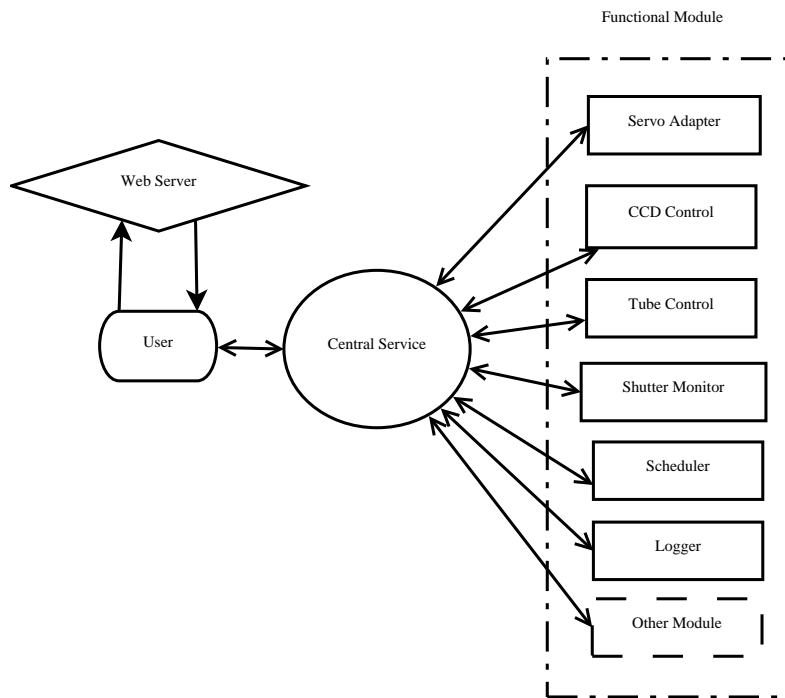 Functional Module
Servo Adapter
Web Server
CCD Control
Tube Control
User
Central Service
Shutter Monitor
Scheduler
Logger
Other Module